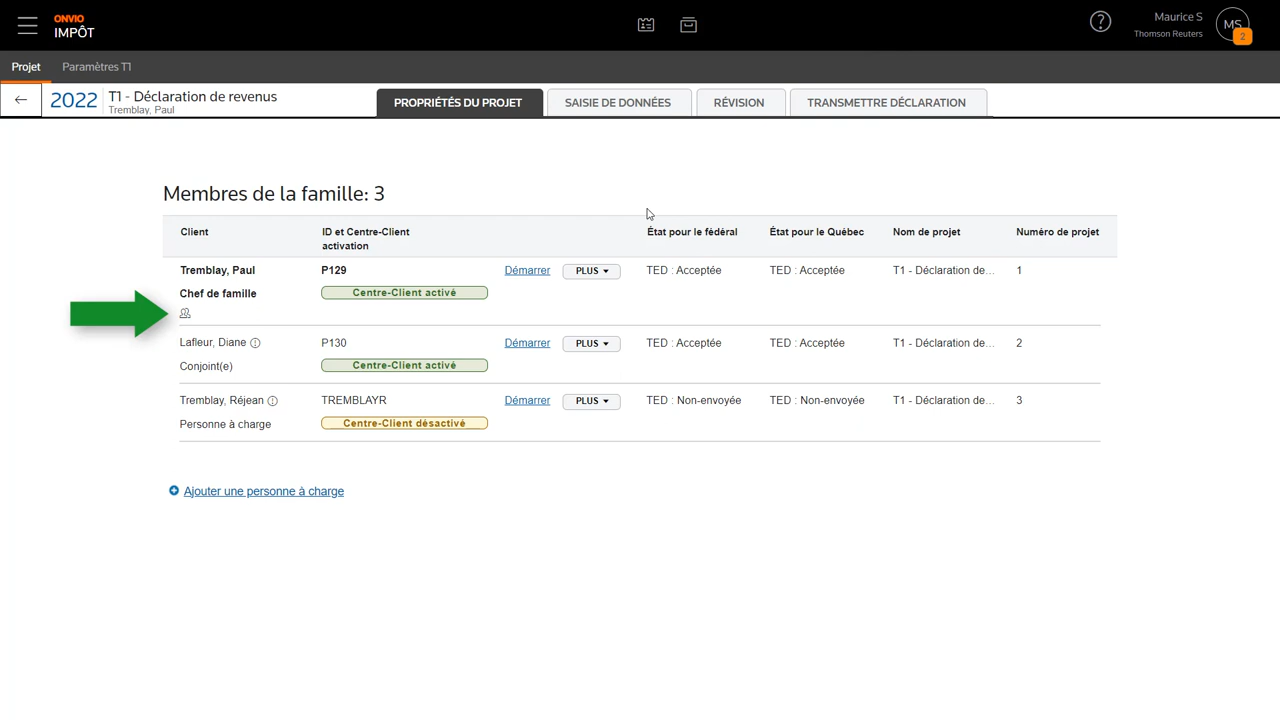 ONVIO
IMPÔT
Maurice S
Thomson Reuters
MS
2
Projet
Paramètres T1
2022
T1 - Déclaration de revenus
Tremblay, Paul
PROPRIÉTÉS DU PROJET
SAISIE DE DONNÉES
RÉVISION
TRANSMETTRE DÉCLARATION
Membres de la famille: 3
Client
ID et Centre-Client
activation
État pour le fédéral
État pour le Québec
Nom de projet
Numéro de projet
Tremblay, Paul
P129
Démarrer
PLUS
TED : Acceptée
TED : Acceptée
T1 - Déclaration de...
1
Chef de famille
Centre-Client activé
Lafleur, Diane
P130
Démarrer
PLUS
TED : Acceptée
TED : Acceptée
T1 - Déclaration de...
2
Conjoint(e)
Centre-Client activé
Tremblay, Réjean
TREMBLAYR
Démarrer
PLUS
TED : Non-envoyée
TED : Non-envoyée
T1 - Déclaration de...
3
Personne à charge
Centre-Client désactivé
Ajouter une personne à charge